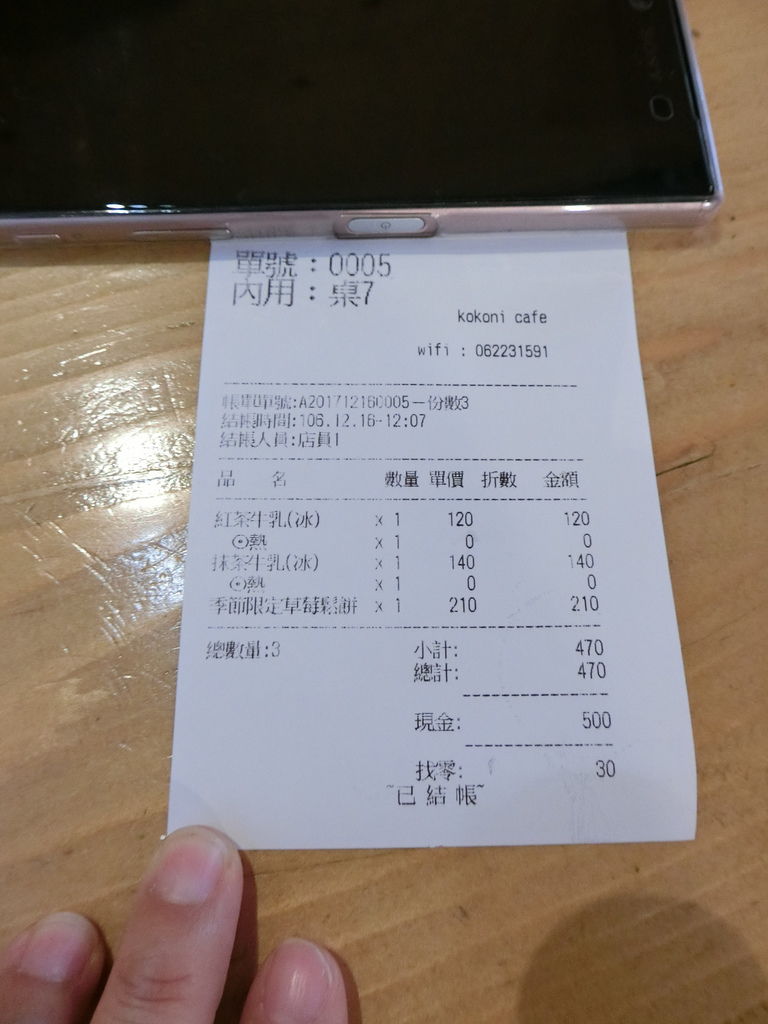 單號：0005
內用：桌7
kokoni cafe
wifi : 062231591
帳單單號:A201712160005－份數3
結帳時間:106.12.16-12:07
結帳人員:店員1
品 名 數量 單價 折數 金額
紅茶牛乳(冰) x 1 120 120
⊙熱 x 1 0 0
抹茶牛乳(冰) x 1 140 140
⊙熱 x 1 0 0
季節限定草莓鬆餅 x 1 210 210
總數量:3 小計: 470
總計: 470
現金: 500
找零: 30
~已 結 帳~